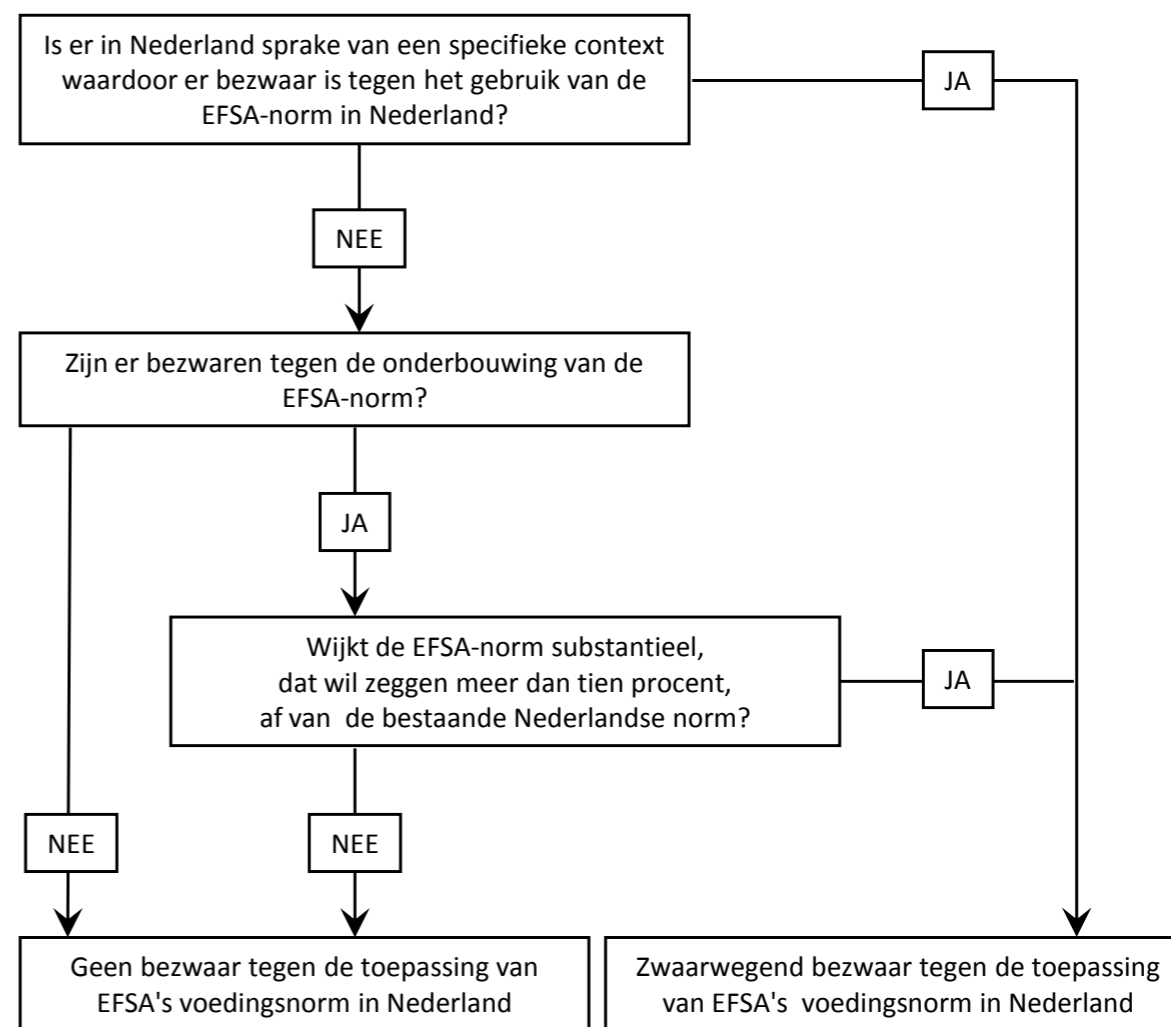 Is er in Nederland sprake van een specifieke context
waardoor er bezwaar is tegen het gebruik van de
EFSA-norm in Nederland?
JA
NEE
Zijn er bezwaren tegen de onderbouwing van de
EFSA-norm?
JA
Wijkt de EFSA-norm substantieel,
dat wil zeggen meer dan tien procent,
af van de bestaande Nederlandse norm?
JA
NEE
NEE
Geen bezwaar tegen de toepassing van
EFSA's voedingsnorm in Nederland
Zwaarwegend bezwaar tegen de toepassing
van EFSA's voedingsnorm in Nederland